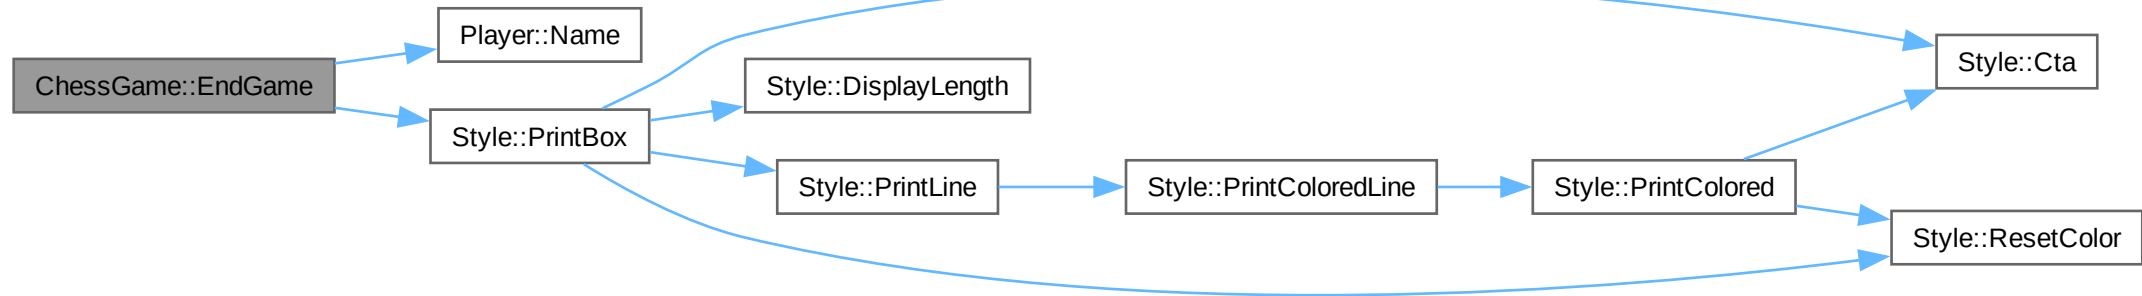 Player::Name
ChessGame::EndGame
Style::PrintBox
Style::DisplayLength
Style::PrintLine
Style::PrintColoredLine
Style::PrintColored
Style::Cta
Style::ResetColor